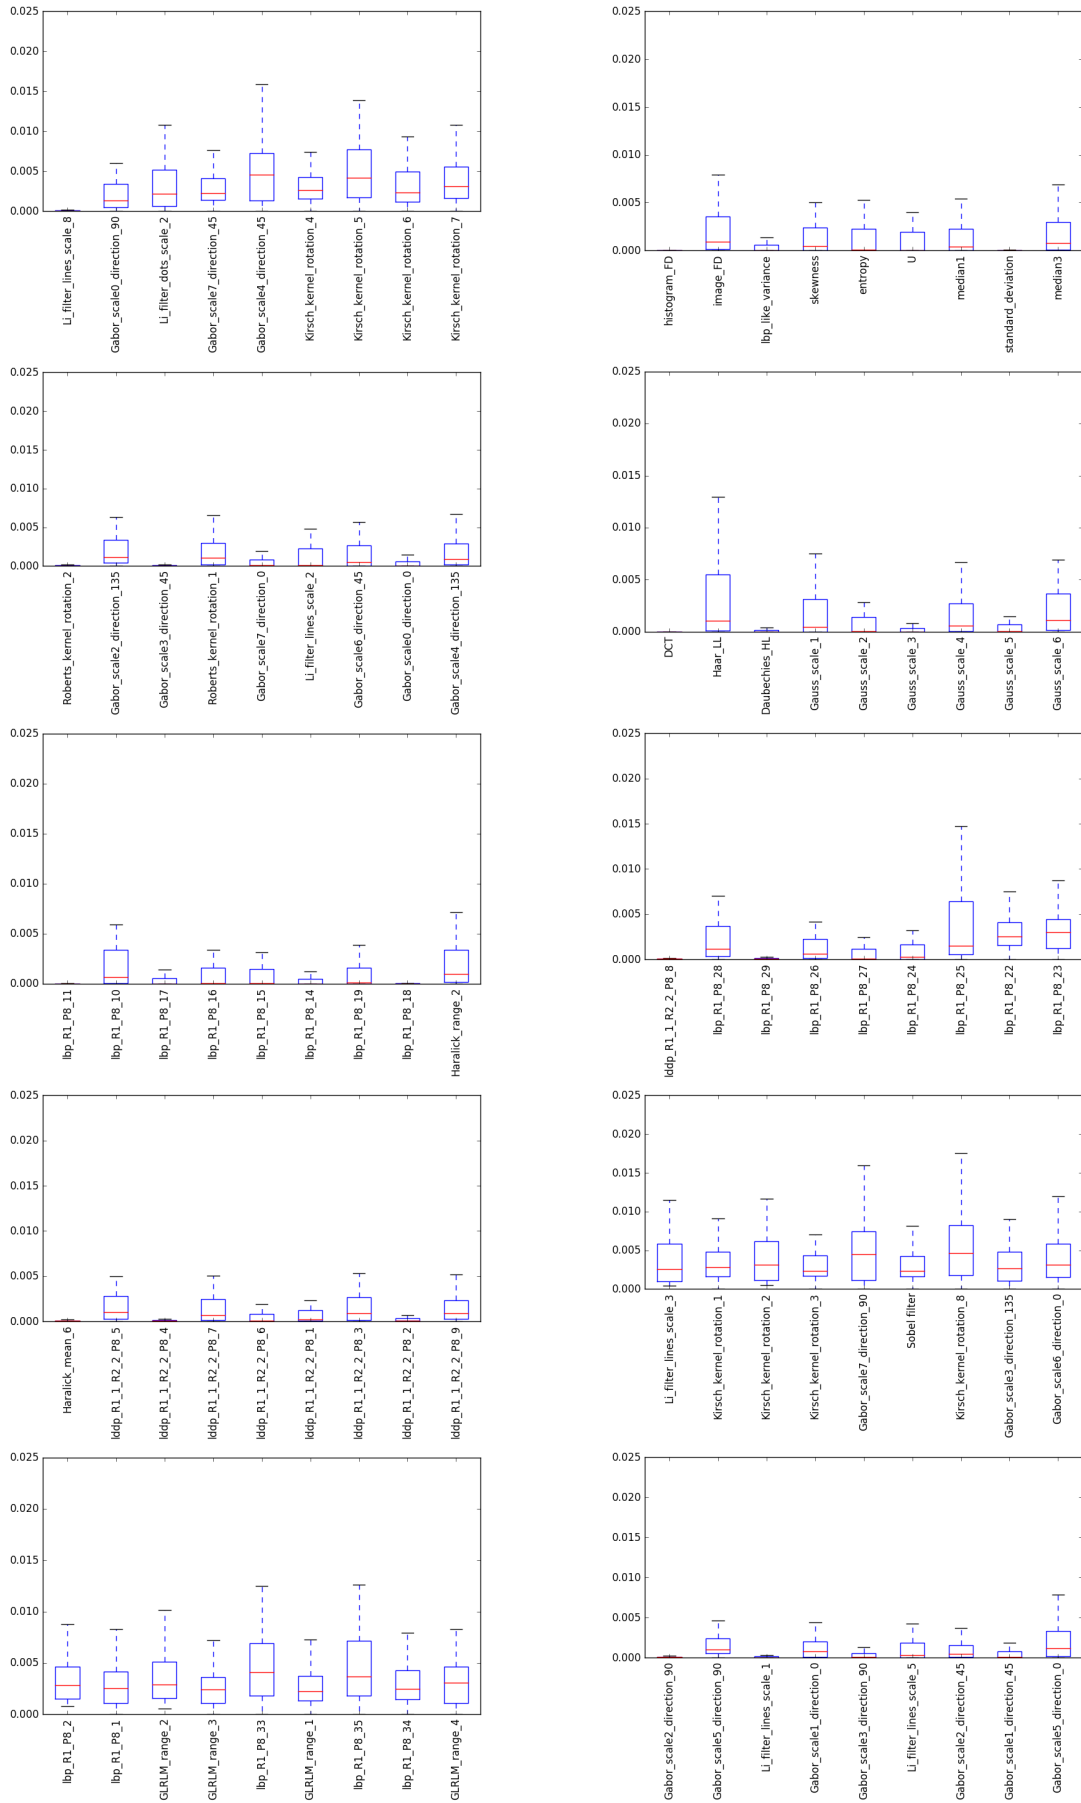 0.025
0.020
0.015
0.010
0.005
0.000
Li_filter_lines_scale_8
Gabor_scale0_direction_90
Li_filter_dots_scale_2
Gabor_scale7_direction_45
Gabor_scale4_direction_45
Kirsch_kernel_rotation_4
Kirsch_kernel_rotation_5
Kirsch_kernel_rotation_6
Kirsch_kernel_rotation_7
0.025
0.020
0.015
0.010
0.005
0.000
histogram_FD
image_FD
lbp_like_variance
skewness
entropy
U
median1
standard_deviation
median3
0.025
0.020
0.015
0.010
0.005
0.000
Roberts_kernel_rotation_2
Gabor_scale2_direction_135
Gabor_scale3_direction_45
Roberts_kernel_rotation_1
Gabor_scale7_direction_0
Li_filter_lines_scale_2
Gabor_scale6_direction_45
Gabor_scale0_direction_0
Gabor_scale4_direction_135
0.025
0.020
0.015
0.010
0.005
0.000
DCT
Haar_LL
Daubechies_HL
Gauss_scale_1
Gauss_scale_2
Gauss_scale_3
Gauss_scale_4
Gauss_scale_5
Gauss_scale_6
0.025
0.020
0.015
0.010
0.005
0.000
lbp_R1_P8_11
lbp_R1_P8_10
lbp_R1_P8_17
lbp_R1_P8_16
lbp_R1_P8_15
lbp_R1_P8_14
lbp_R1_P8_19
lbp_R1_P8_18
Haralick_range_2
0.025
0.020
0.015
0.010
0.005
0.000
lddp_R1_1_R2_2_P8_8
lbp_R1_P8_28
lbp_R1_P8_29
lbp_R1_P8_26
lbp_R1_P8_27
lbp_R1_P8_24
lbp_R1_P8_25
lbp_R1_P8_22
lbp_R1_P8_23
0.025
0.020
0.015
0.010
0.005
0.000
Haralick_mean_6
lddp_R1_1_R2_2_P8_5
lddp_R1_1_R2_2_P8_4
lddp_R1_1_R2_2_P8_7
lddp_R1_1_R2_2_P8_6
lddp_R1_1_R2_2_P8_1
lddp_R1_1_R2_2_P8_3
lddp_R1_1_R2_2_P8_2
lddp_R1_1_R2_2_P8_9
0.025
0.020
0.015
0.010
0.005
0.000
Li_filter_lines_scale_3
Kirsch_kernel_rotation_1
Kirsch_kernel_rotation_2
Kirsch_kernel_rotation_3
Gabor_scale7_direction_90
Sobel filter
Kirsch_kernel_rotation_8
Gabor_scale3_direction_135
Gabor_scale6_direction_0
0.025
0.020
0.015
0.010
0.005
0.000
lbp_R1_P8_2
lbp_R1_P8_1
GLRLM_range_2
GLRLM_range_3
lbp_R1_P8_33
GLRLM_range_1
lbp_R1_P8_35
lbp_R1_P8_34
GLRLM_range_4
0.025
0.020
0.015
0.010
0.005
0.000
Gabor_scale2_direction_90
Gabor_scale5_direction_90
Li_filter_lines_scale_1
Gabor_scale1_direction_0
Gabor_scale3_direction_90
Li_filter_lines_scale_5
Gabor_scale2_direction_45
Gabor_scale1_direction_45
Gabor_scale5_direction_0